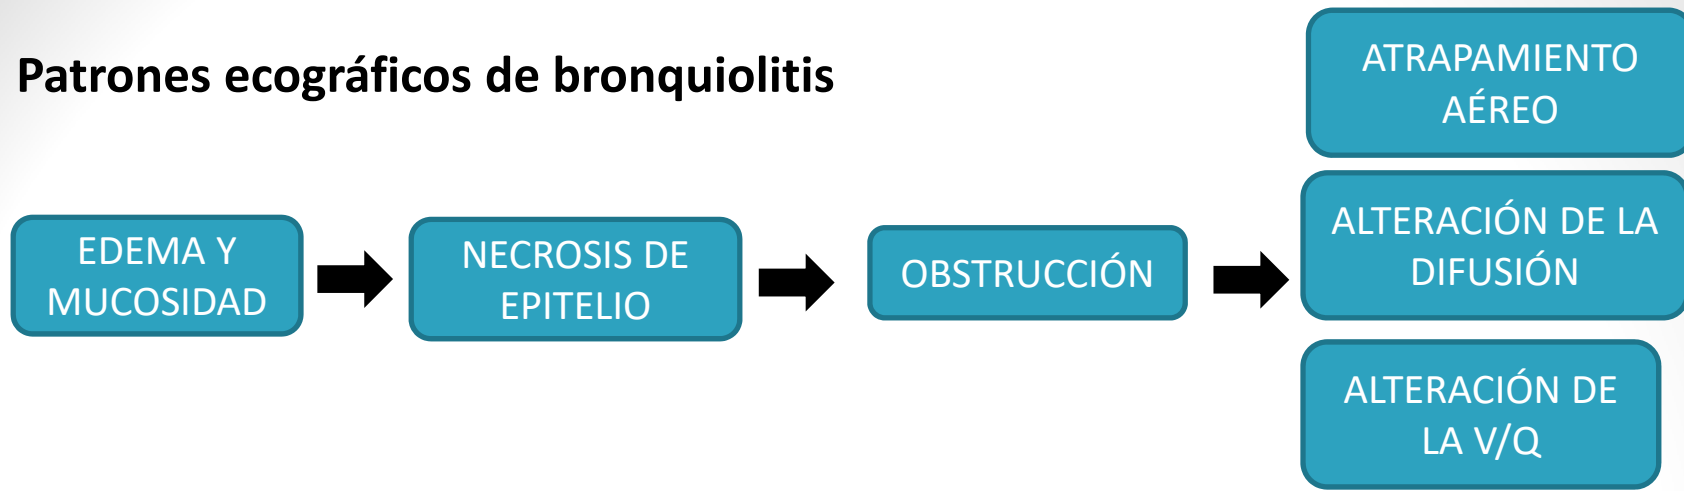 Patrones ecográficos de bronquiolitis
EDEMA Y
MUCOSIDAD
NECROSIS DE
EPITELIO
OBSTRUCCIÓN
ATRAPAMIENTO
AÉREO
ALTERACIÓN DE LA
DIFUSIÓN
ALTERACIÓN DE
LA V/Q